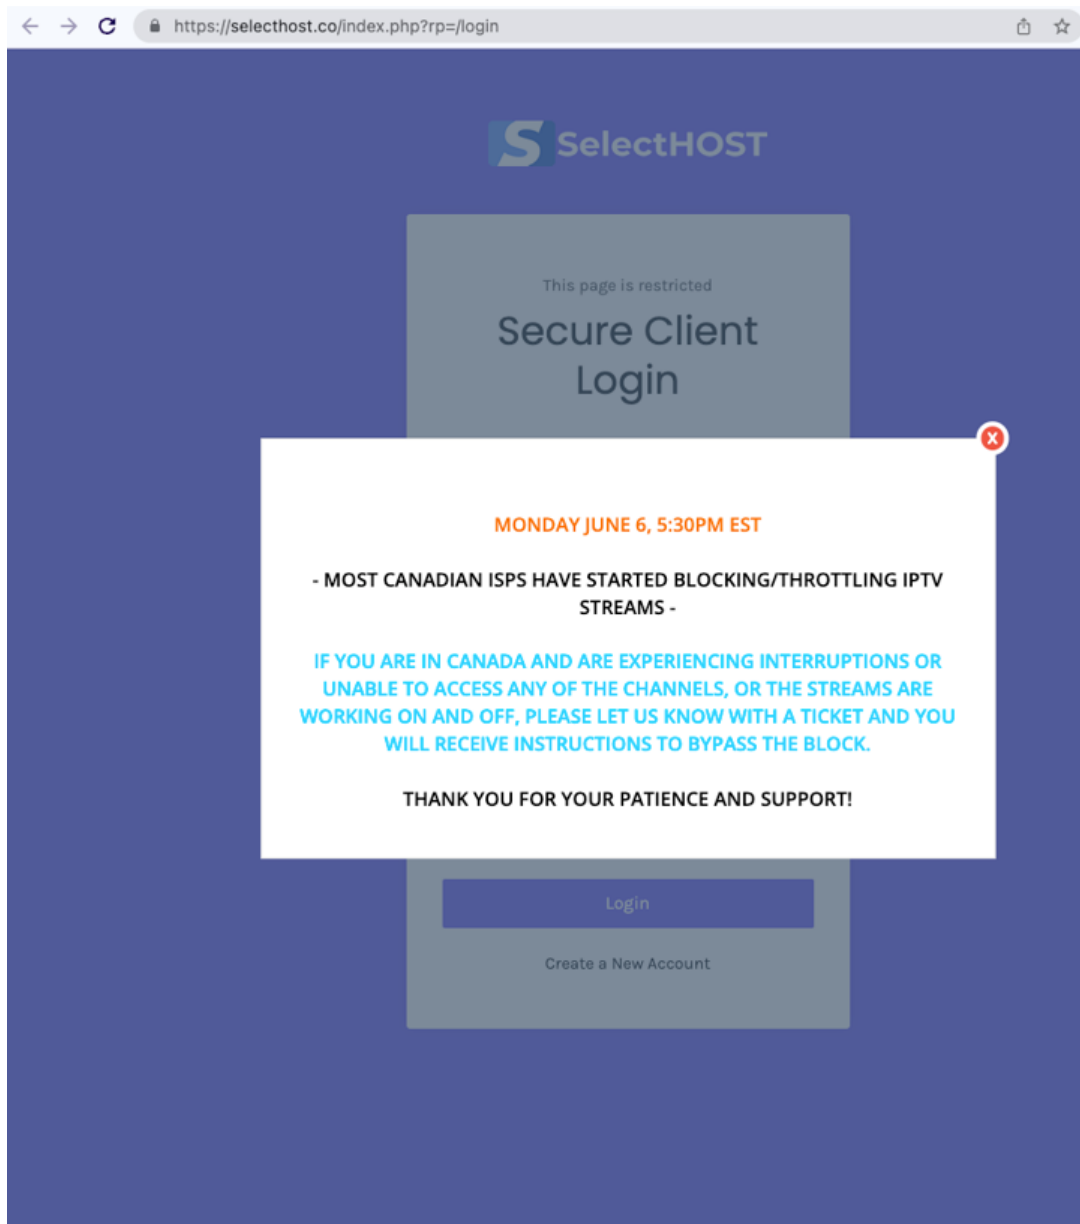 https://selecthost.co/index.php?rp=/login
S SelectHOST
This page is restricted
Secure Client
Login
X
MONDAY JUNE 6, 5:30PM EST
- MOST CANADIAN ISPS HAVE STARTED BLOCKING/THROTTLING IPTV
STREAMS -
IF YOU ARE IN CANADA AND ARE EXPERIENCING INTERRUPTIONS OR
UNABLE TO ACCESS ANY OF THE CHANNELS, OR THE STREAMS ARE
WORKING ON AND OFF, PLEASE LET US KNOW WITH A TICKET AND YOU
WILL RECEIVE INSTRUCTIONS TO BYPASS THE BLOCK.
THANK YOU FOR YOUR PATIENCE AND SUPPORT!
Login
Create a New Account